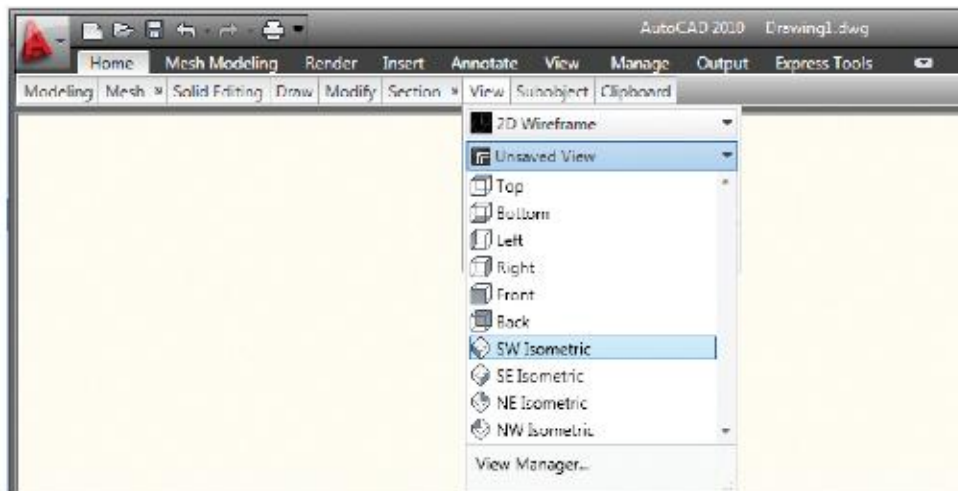 AutoCAD 2010 Drawing1.dwg
Home Mesh Modeling Render Insert Annotate View Manage Output Express Tools
Modeling Mesh » Solid Editing Draw Modify Section » View Subobject Clipboard
2D Wireframe
Unsaved View
Top
Bottom
Left
Right
Front
Back
SW Isometric
SE Isometric
NE Isometric
NW Isometric
View Manager...